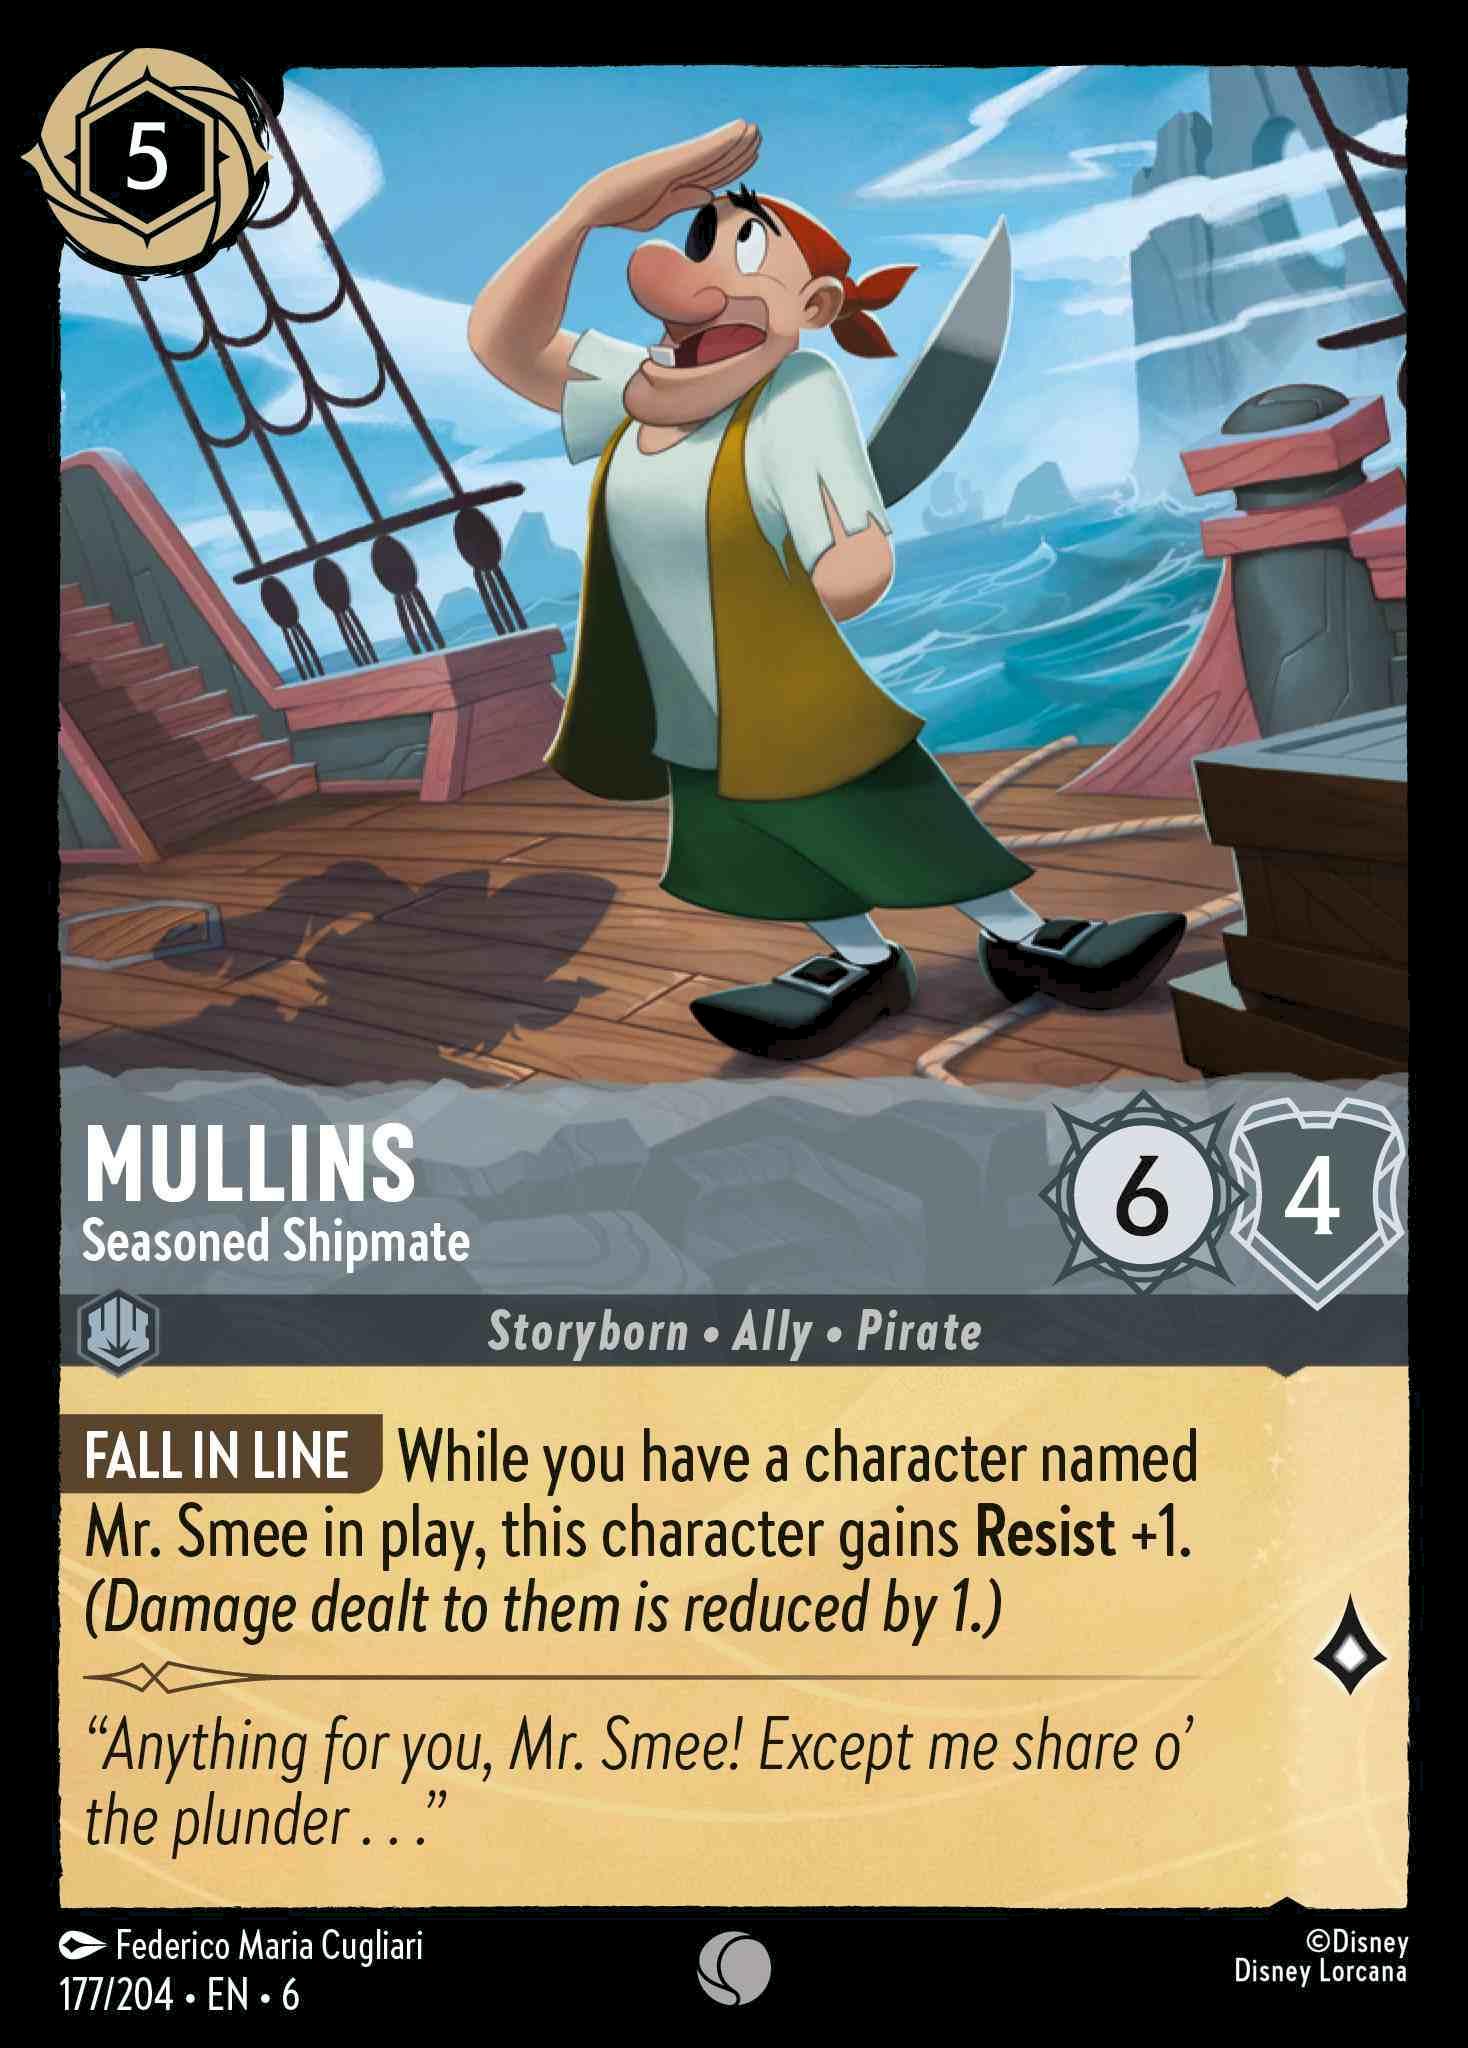 5
MULLINS
Seasoned Shipmate
6
4
Storyborn • Ally • Pirate
FALL IN LINE While you have a character named
Mr. Smee in play, this character gains Resist +1.
(Damage dealt to them is reduced by 1.)
“Anything for you, Mr. Smee! Except me share o’
the plunder . . .”
Federico Maria Cugliari
177/204 • EN • 6
©Disney
Disney Lorcana